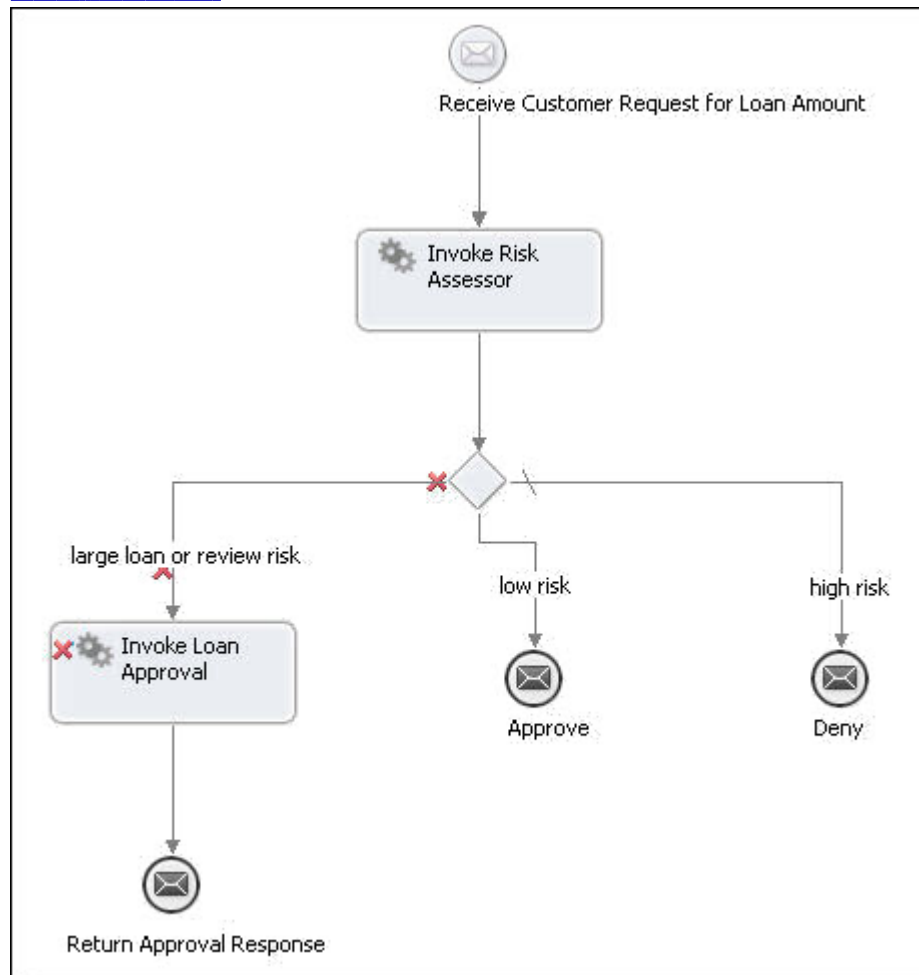 Receive Customer Request for Loan Amount
Invoke Risk
Assessor
large loan or review risk
low risk
high risk
Invoke Loan
Approval
Approve
Deny
Return Approval Response